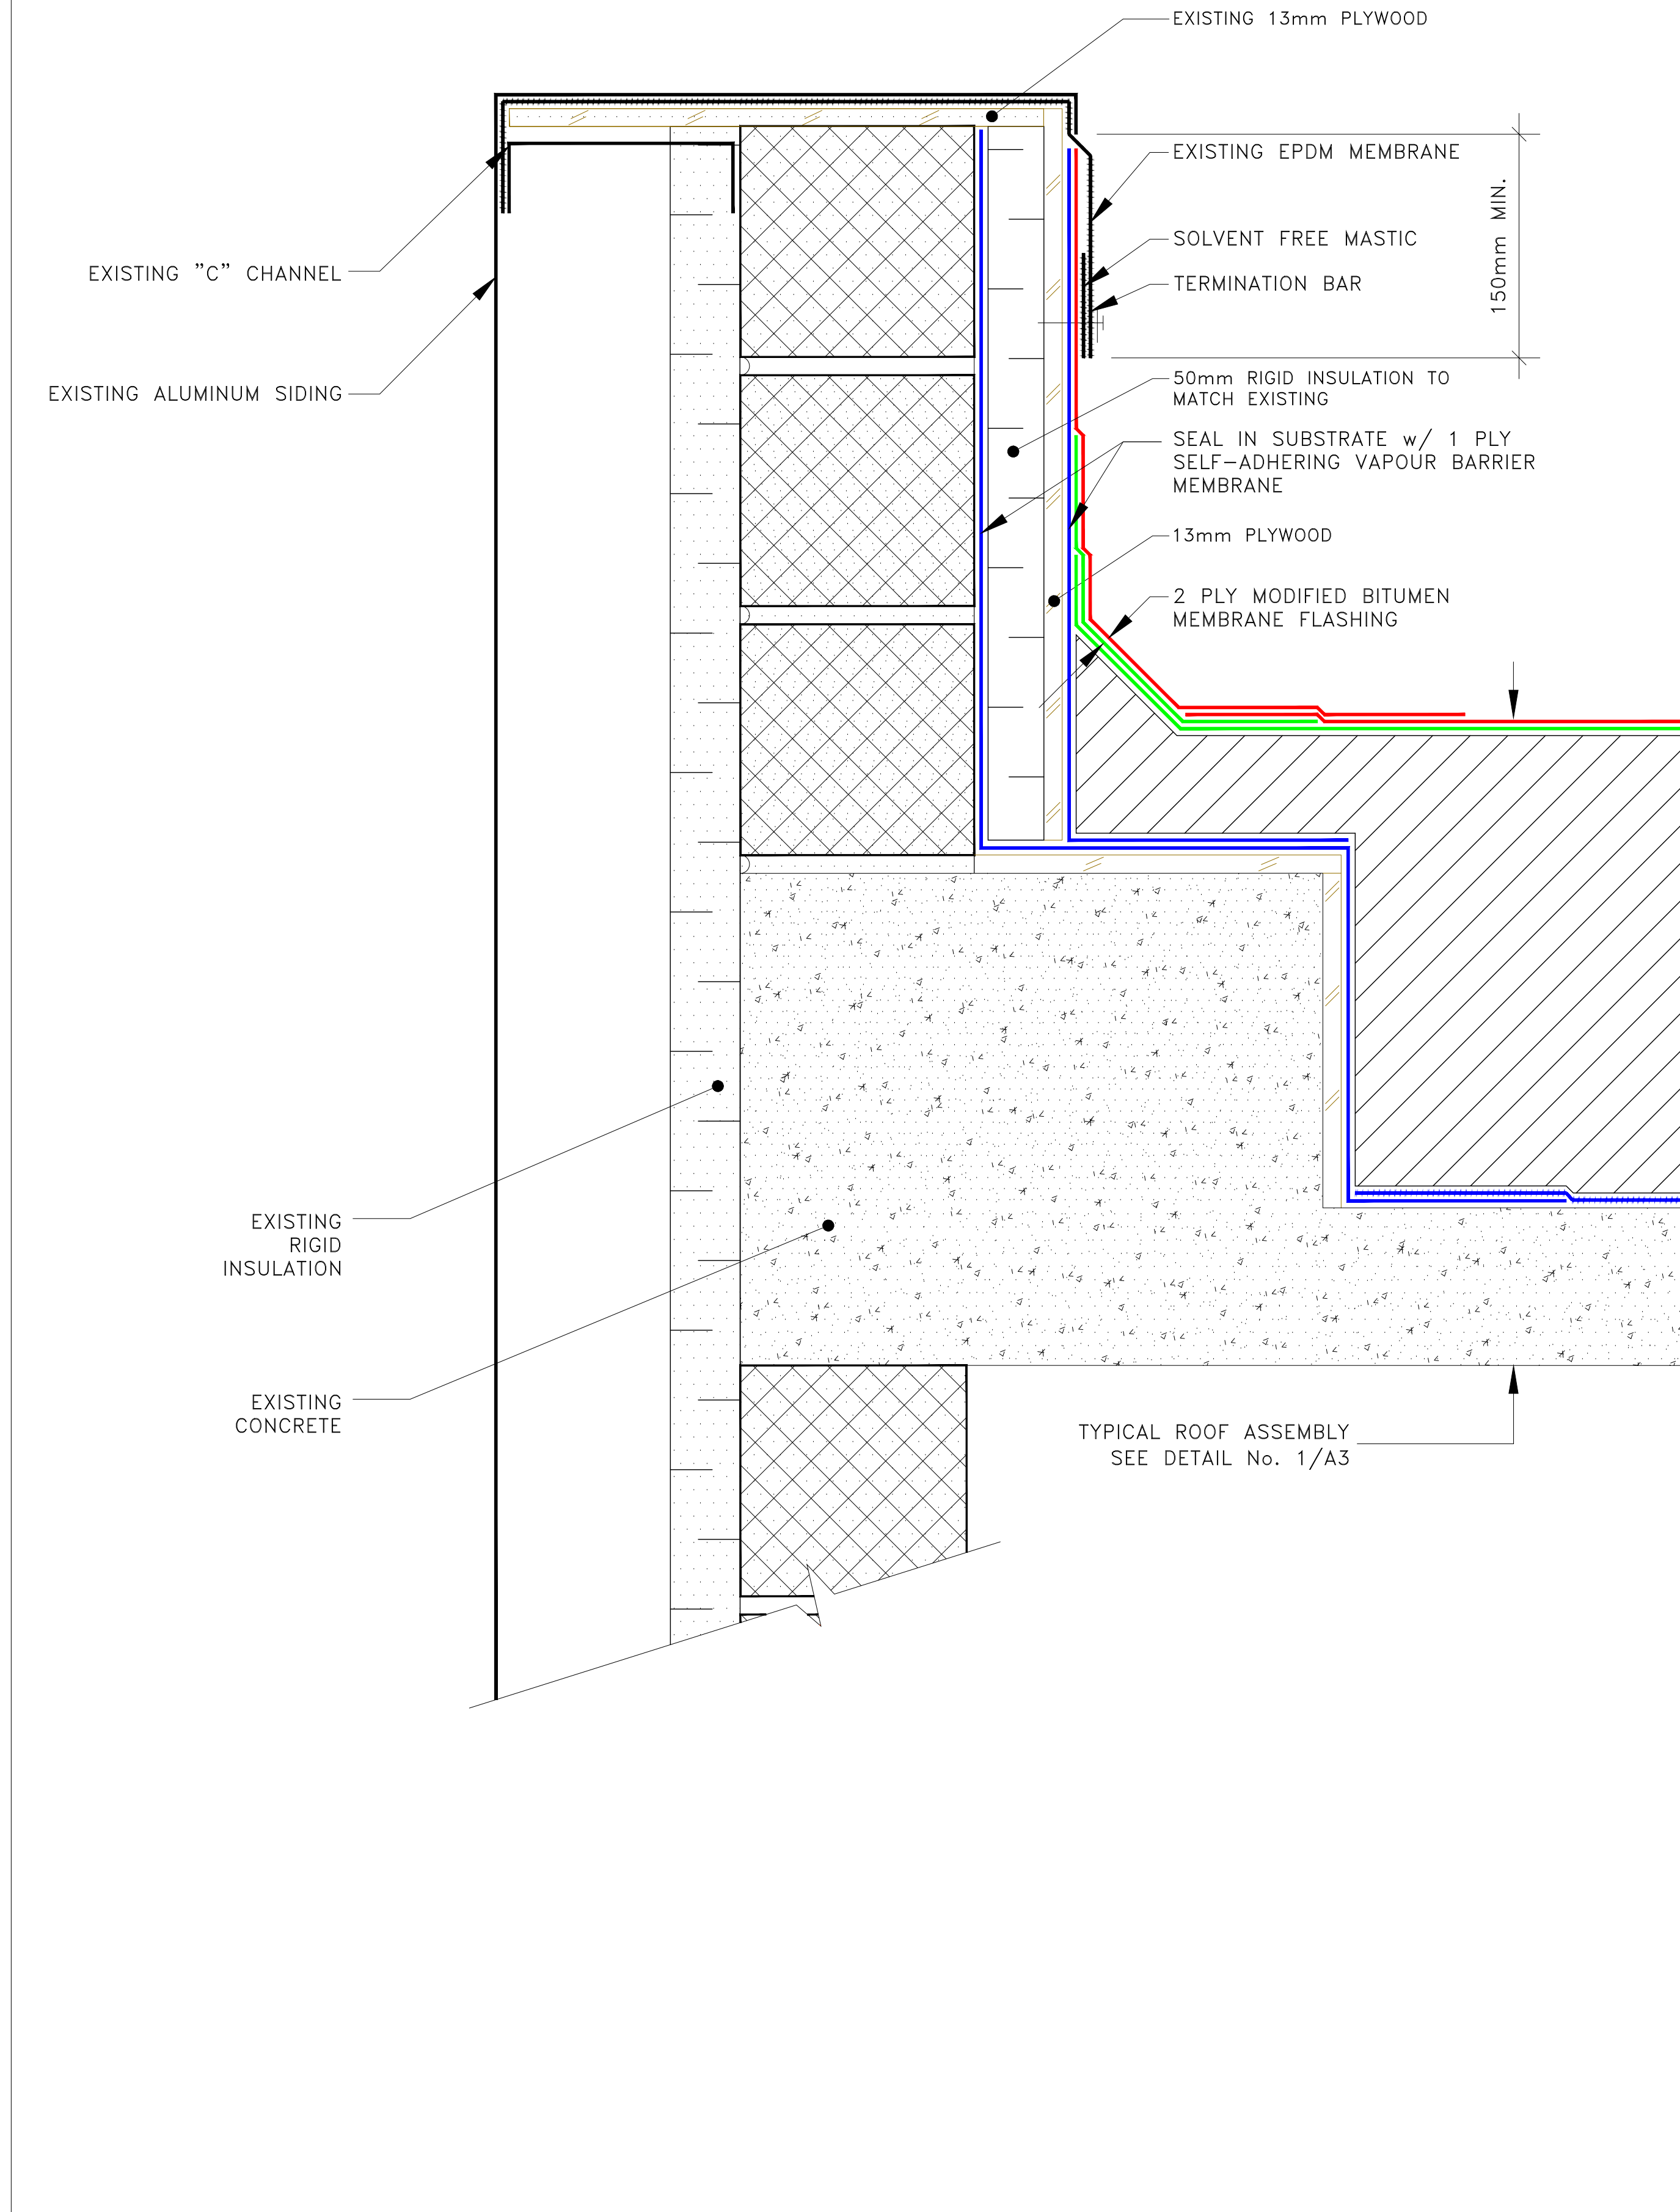 EXISTING 13mm PLYWOOD
EXISTING EPDM MEMBRANE
150mm MIN.
SOLVENT FREE MASTIC
TERMINATION BAR
EXISTING "C" CHANNEL
EXISTING ALUMINUM SIDING
50mm RIGID INSULATION TO
MATCH EXISTING
SEAL IN SUBSTRATE w/ 1 PLY
SELF-ADHERING VAPOUR BARRIER
MEMBRANE
13mm PLYWOOD
2 PLY MODIFIED BITUMEN
MEMBRANE FLASHING
EXISTING
RIGID
INSULATION
EXISTING
CONCRETE
TYPICAL ROOF ASSEMBLY
SEE DETAIL No. 1/A3